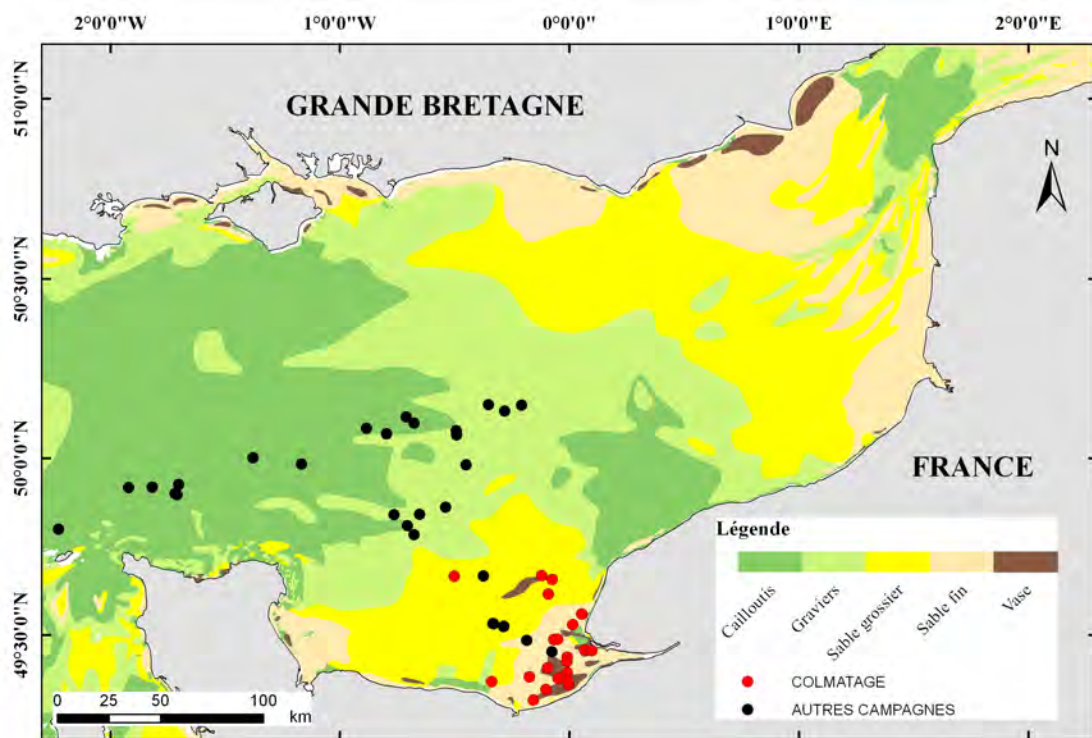 2°0'0"W 1°0'0"W 0°0'0" 1°0'0"E 2°0'0"E
51°0'0"N
GRANDE BRETAGNE
N
50°30'0"N
50°0'0"N
FRANCE
Légende
Cailloutis Graviers Sable grossier Sable fin Vase
49°30'0"N
COLMATAGE
0 25 50 100
AUTRES CAMPAGNES
km